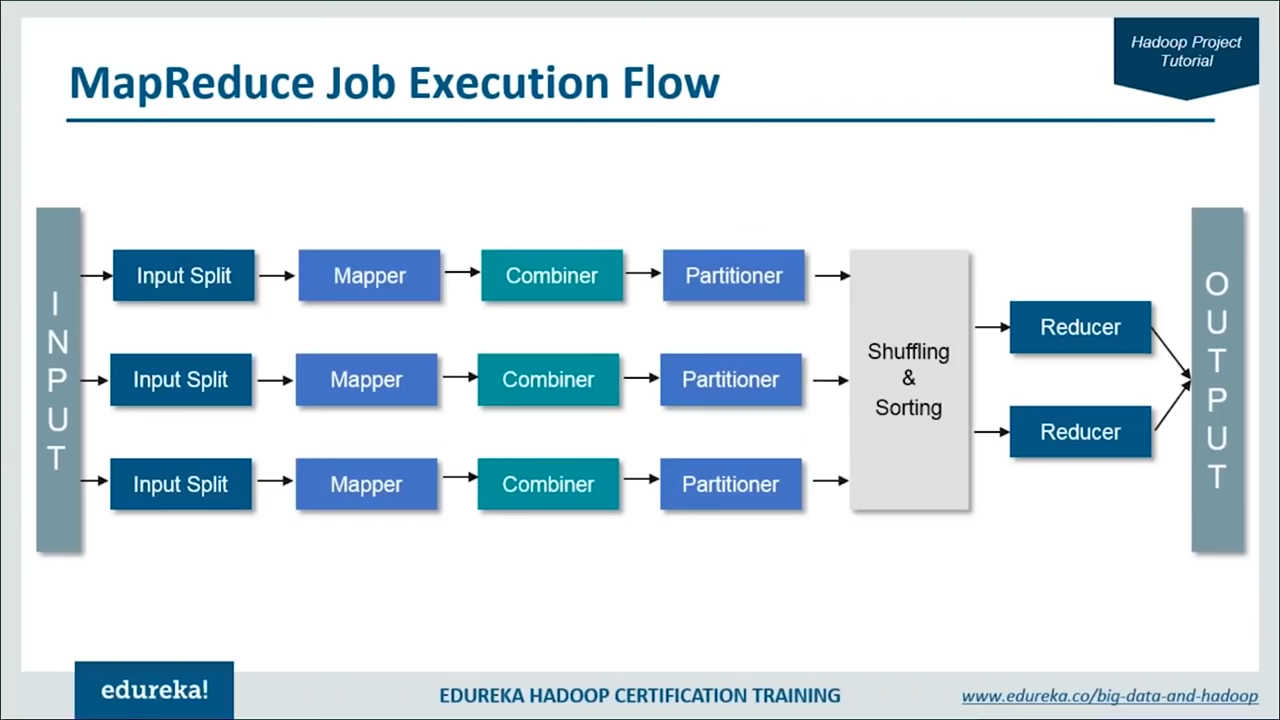 Hadoop Project
Tutorial
MapReduce Job Execution Flow
INPUT
Input Split
Mapper
Combiner
Partitioner
Input Split
Mapper
Combiner
Partitioner
Input Split
Mapper
Combiner
Partitioner
Shuffling
&
Sorting
Reducer
Reducer
OUTPUT
edureka!
EDUREKA HADOOP CERTIFICATION TRAINING
www.edureka.co/big-data-and-hadoop